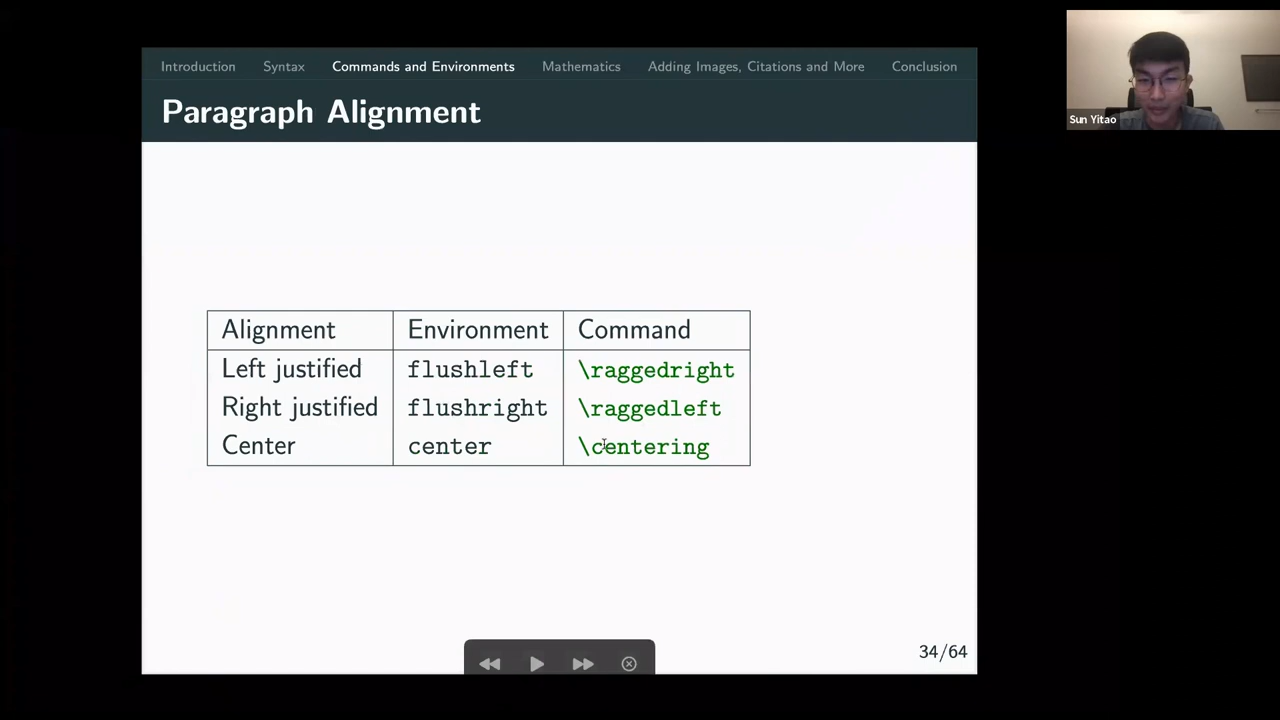 Introduction Syntax Commands and Environments Mathematics Adding Images, Citations and More Conclusion
Paragraph Alignment
Sun Yitao
Alignment Environment Command
Left justified flushleft \raggedright
Right justified flushright \raggedleft
Center center \centering
34/64